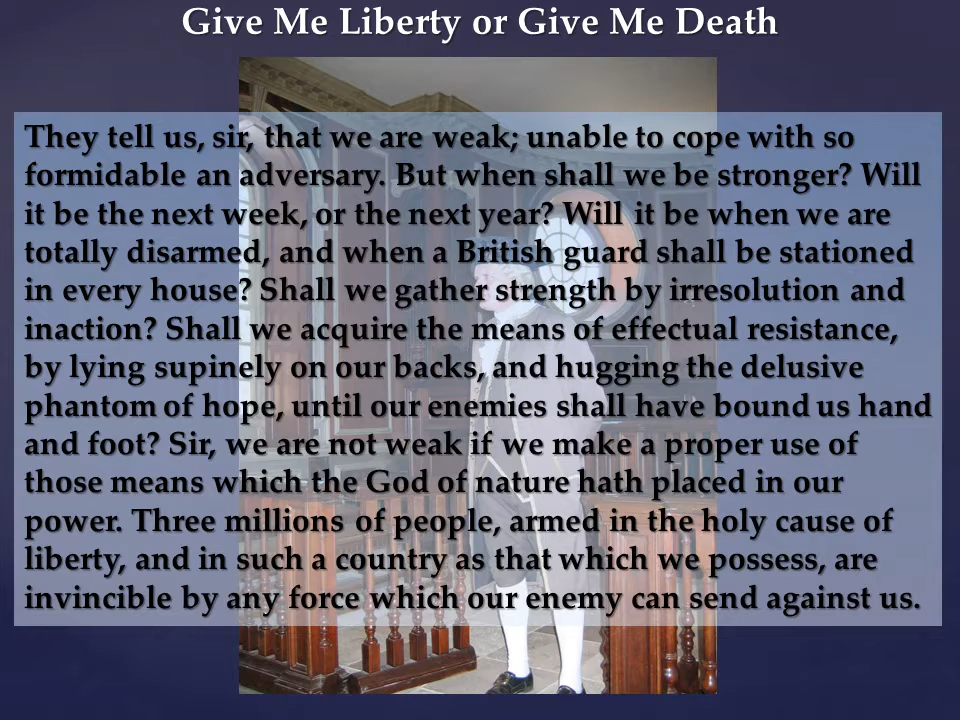 Give Me Liberty or Give Me Death
They tell us, sir, that we are weak; unable to cope with so
formidable an adversary. But when shall we be stronger? Will
it be the next week, or the next year? Will it be when we are
totally disarmed, and when a British guard shall be stationed
in every house? Shall we gather strength by irresolution and
inaction? Shall we acquire the means of effectual resistance,
by lying supinely on our backs, and hugging the delusive
phantom of hope, until our enemies shall have bound us hand
and foot? Sir, we are not weak if we make a proper use of
those means which the God of nature hath placed in our
power. Three millions of people, armed in the holy cause of
liberty, and in such a country as that which we possess, are
invincible by any force which our enemy can send against us.